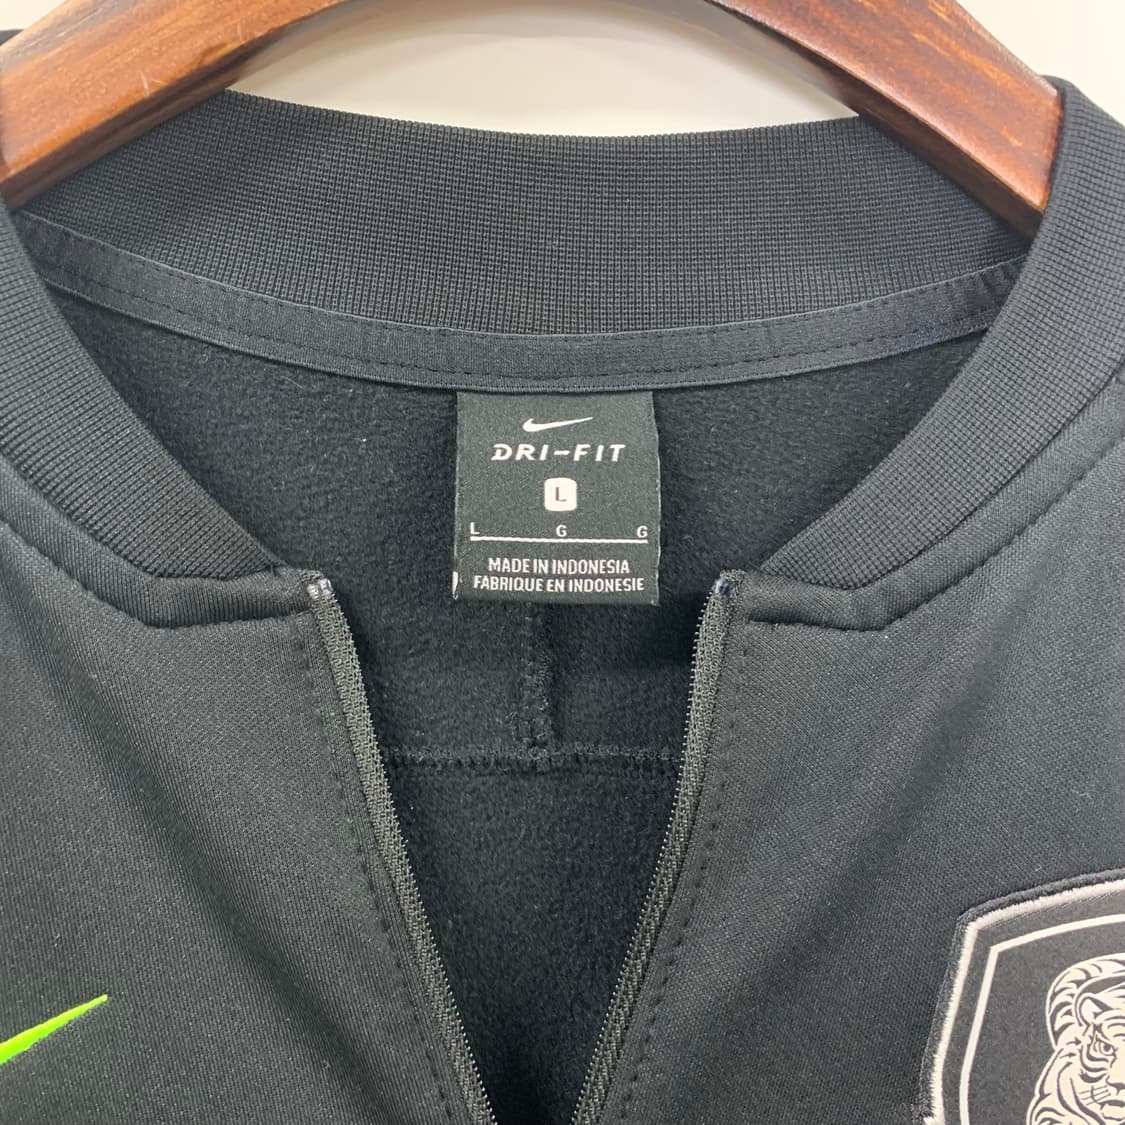 DRI-FIT
L
L G G
MADE IN INDONESIA
FABRIQUE EN INDONESIE